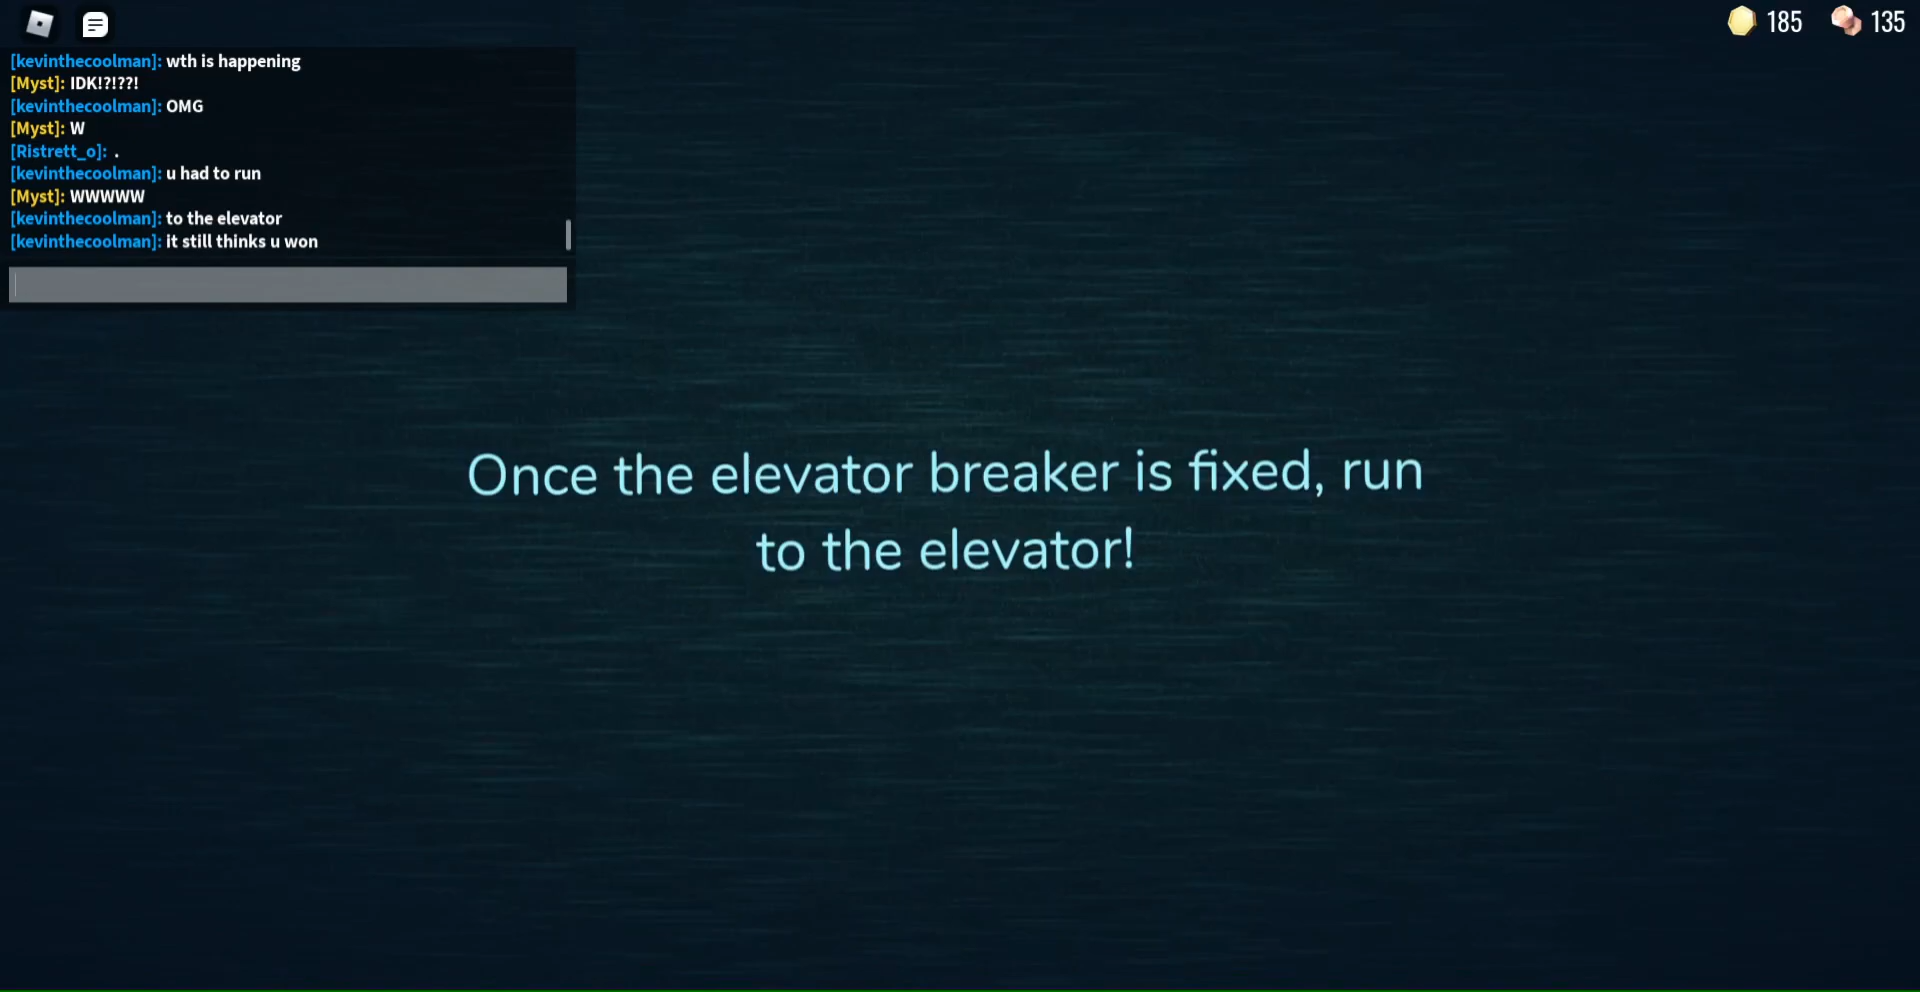 185
135
[kevinthecoolman]: wth is happening
[Myst]: IDK!?!??!
[kevinthecoolman]: OMG
[Myst]: W
[Ristrett_o]: .
[kevinthecoolman]: u had to run
[Myst]: WWWWW
[kevinthecoolman]: to the elevator
[kevinthecoolman]: it still thinks u won
Once the elevator breaker is fixed, run
to the elevator!